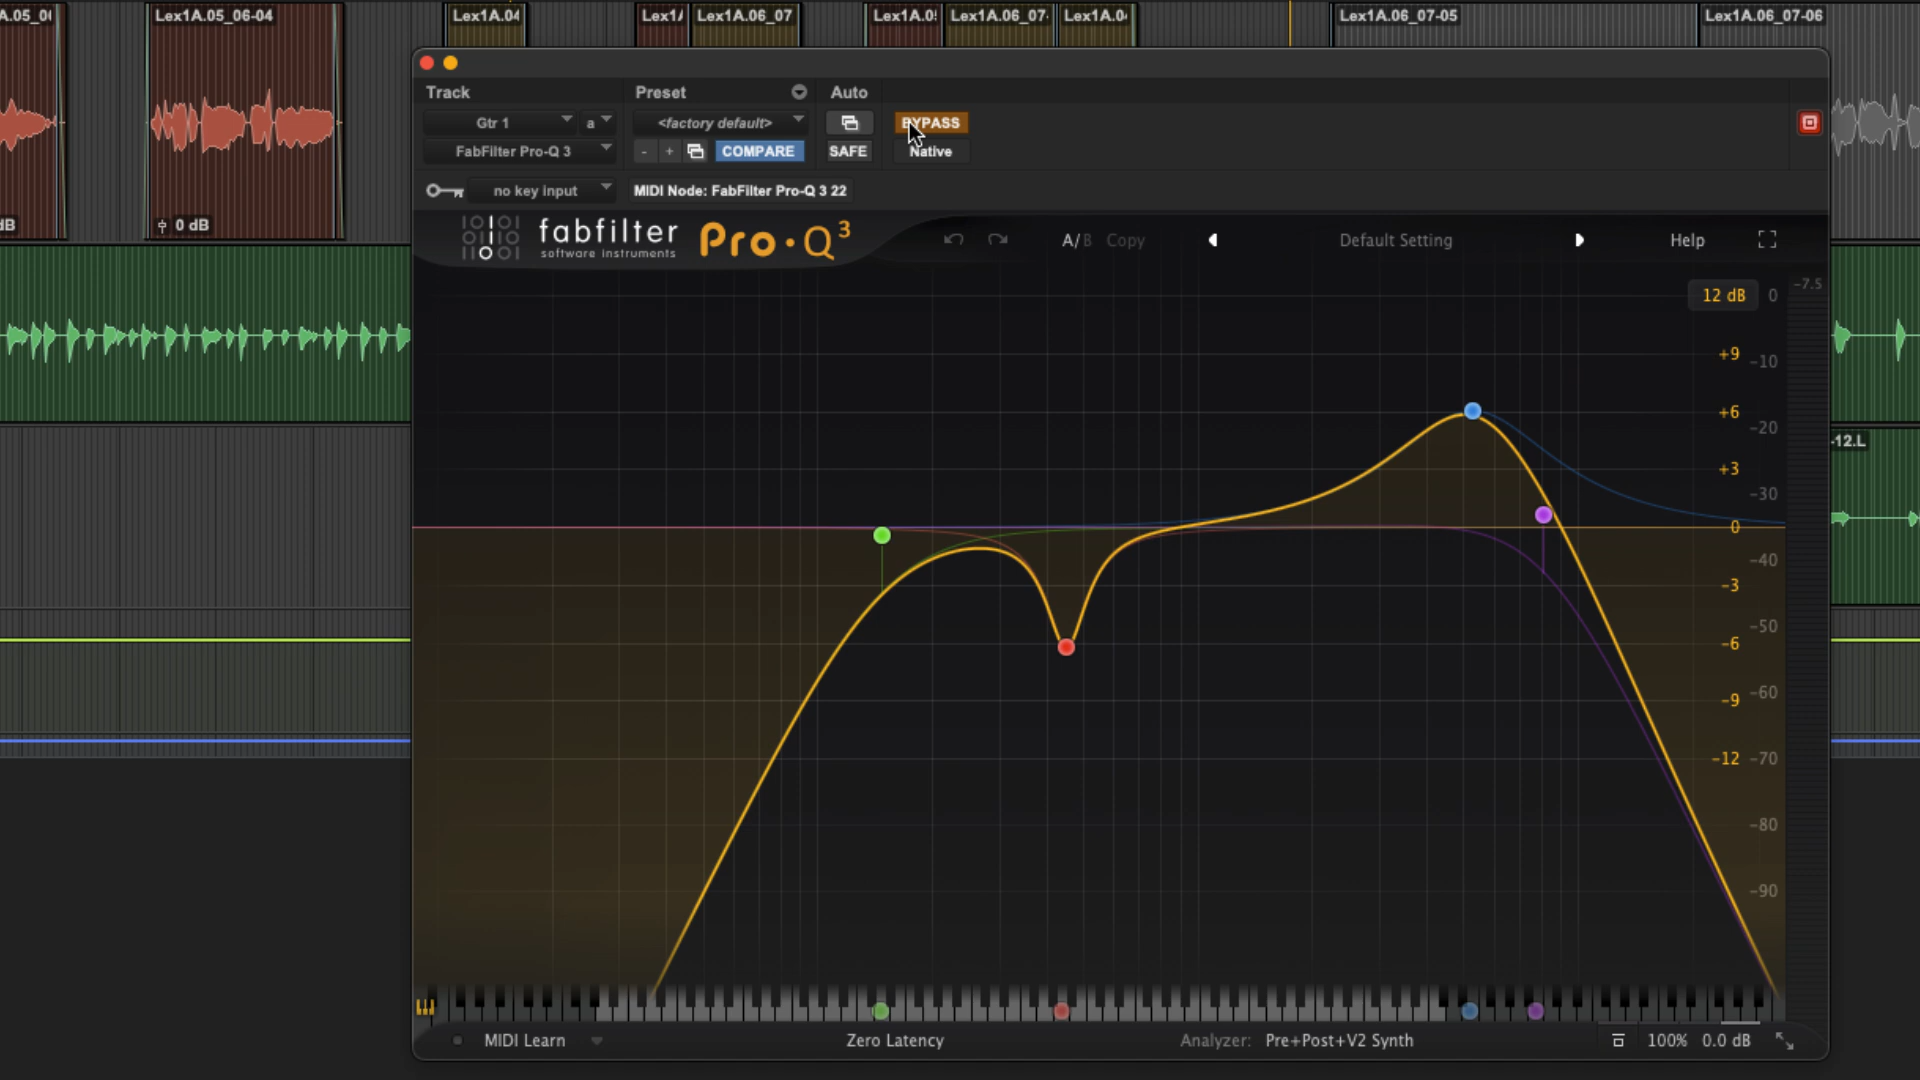 A.05_0
Lex1A.05_06-04
Lex1A.04
Lex1A
Lex1A.06_07
Lex1A.0
Lex1A.06_07-
Lex1A.0
Lex1A.06_07-05
Lex1A.06_07-06
Track
Preset
Auto
Gtr 1
a
<factory default>
BYPASS
FabFilter Pro-Q 3
- +
COMPARE
SAFE
Native
no key input
MIDI Node: FabFilter Pro-Q 3 22
dB
0 dB
fabfilter
software instruments
Pro·Q3
A/B
Copy
Default Setting
Help
12 dB
0
-7.5
+9
-10
+6
-20
-12.L
+3
-30
0
-40
-3
-50
-6
-60
-9
-12
-70
-80
-90
MIDI Learn
Zero Latency
Analyzer:
Pre+Post+V2 Synth
100%
0.0 dB